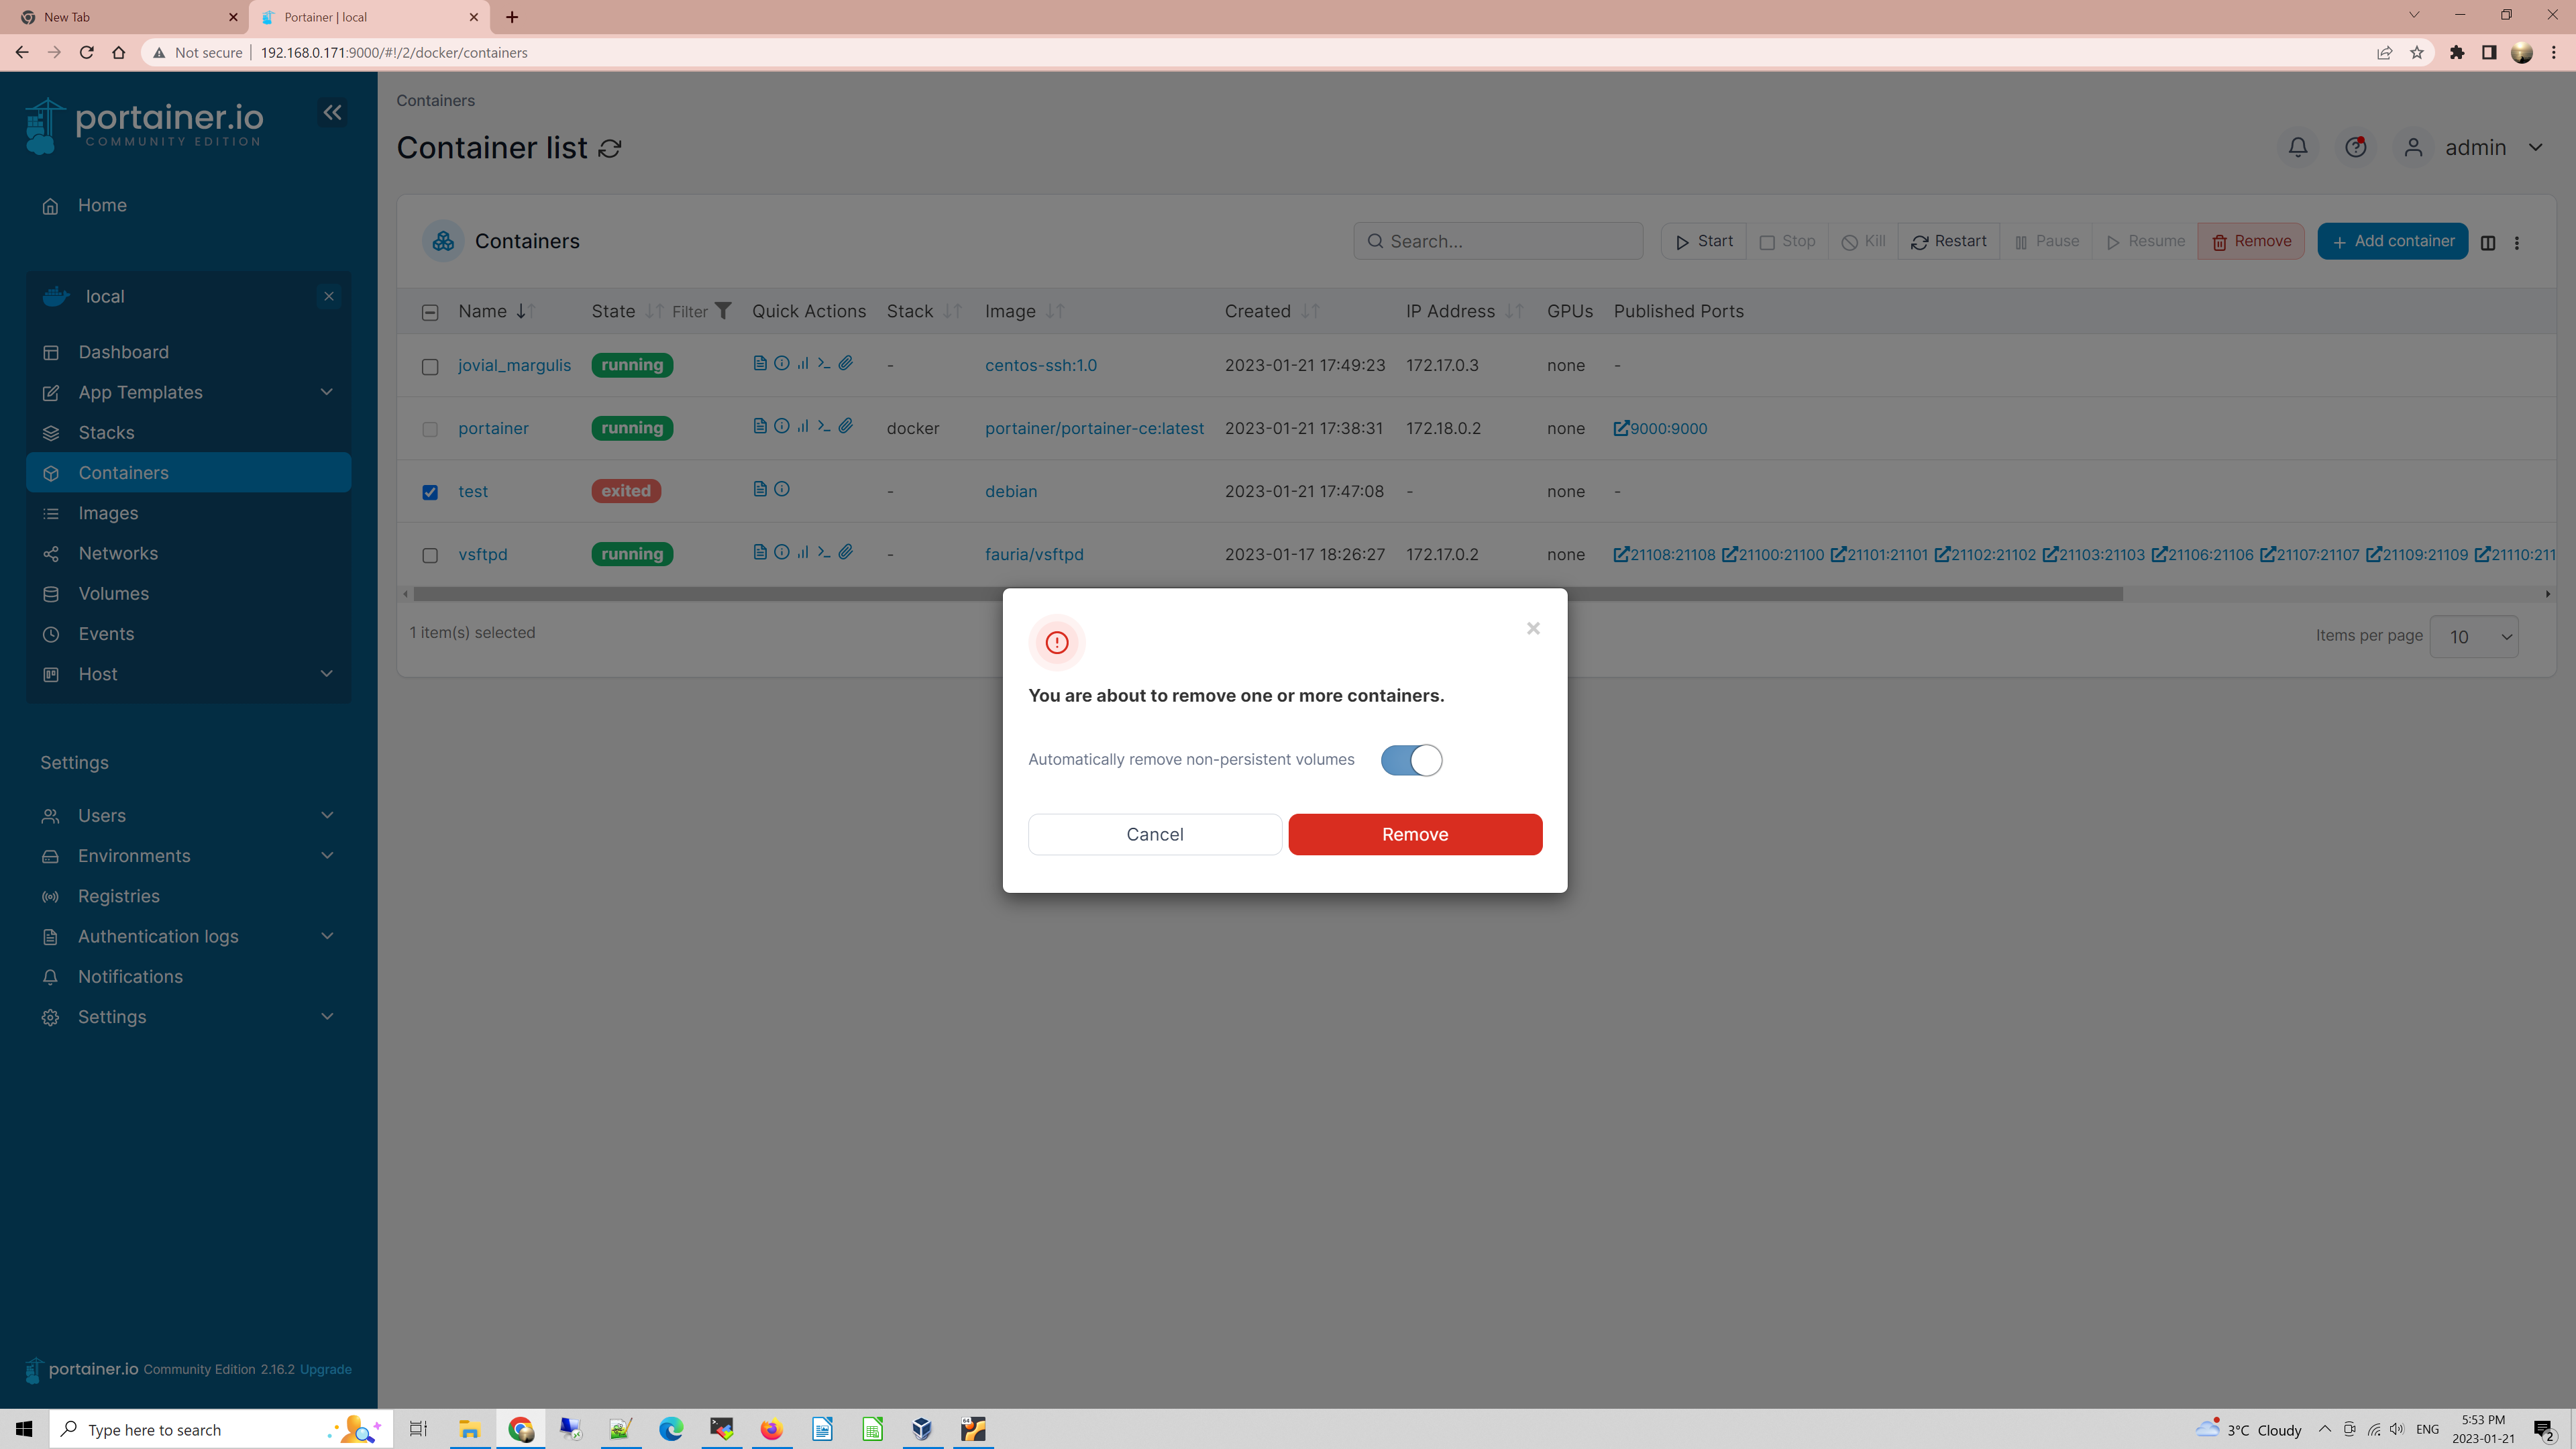 New Tab
Portainer | local
Not secure
192.168.0.171:9000/#!/2/docker/containers
portainer.io
COMMUNITY EDITION
Home
local
Dashboard
App Templates
Stacks
Containers
Images
Networks
Volumes
Events
Host
Settings
Users
Environments
Registries
Authentication logs
Notifications
Settings
portainer.io Community Edition 2.16.2 Upgrade
Containers
Container list
admin
Containers
Search...
Start Stop Kill Restart Pause Resume Remove Add container
Name State Filter Quick Actions Stack Image Created IP Address GPUs Published Ports
jovial_margulis running - centos-ssh:1.0 2023-01-21 17:49:23 172.17.0.3 none -
portainer running docker portainer/portainer-ce:latest 2023-01-21 17:38:31 172.18.0.2 none 9000:9000
test exited - debian 2023-01-21 17:47:08 - none -
vsftpd running - fauria/vsftpd 2023-01-17 18:26:27 172.17.0.2 none 21108:21108 21100:21100 21101:21101 21102:21102 21103:21103 21106:21106 21107:21107 21109:21109 21110:211
1 item(s) selected
Items per page 10
You are about to remove one or more containers.
Automatically remove non-persistent volumes
Cancel Remove
Type here to search
3°C Cloudy
ENG
5:53 PM
2023-01-21
2